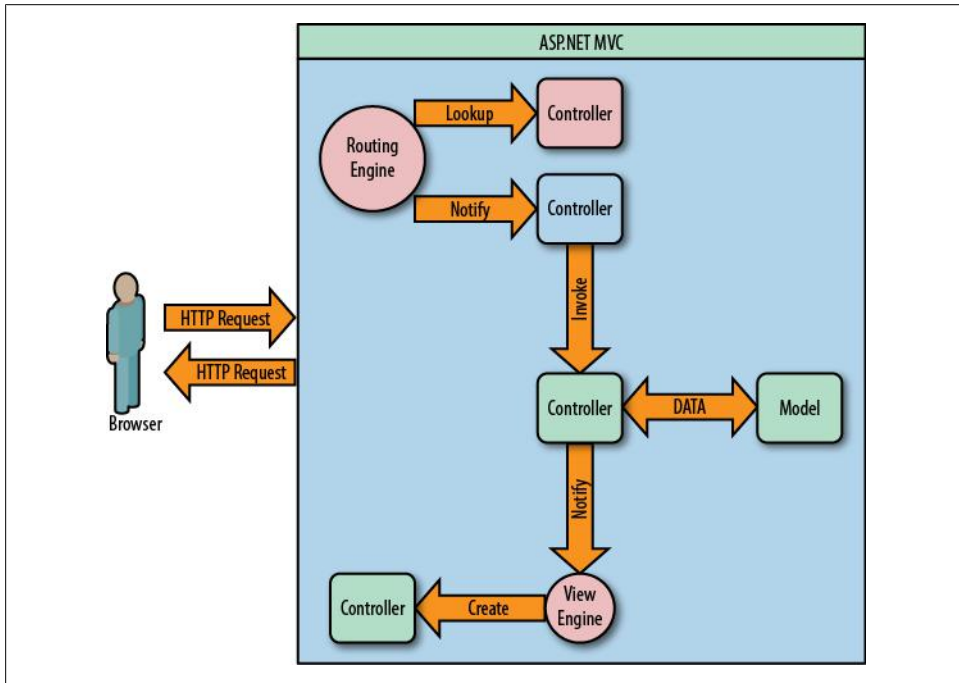 ASP.NET MVC
Routing
Engine
Lookup
Controller
Notify
Controller
Invoke
HTTP Request
HTTP Request
Browser
Controller
DATA
Model
Notify
View
Engine
Create
Controller